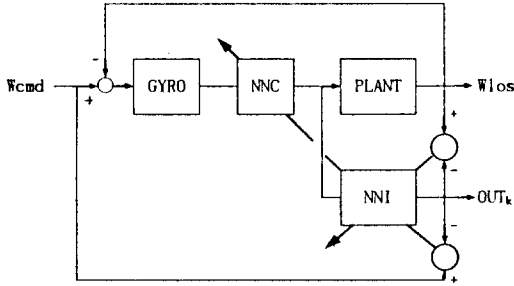 -
Wcmd
+
GYRO
NNC
PLANT
Wlos
+
-
NNI
OUTk
-
+